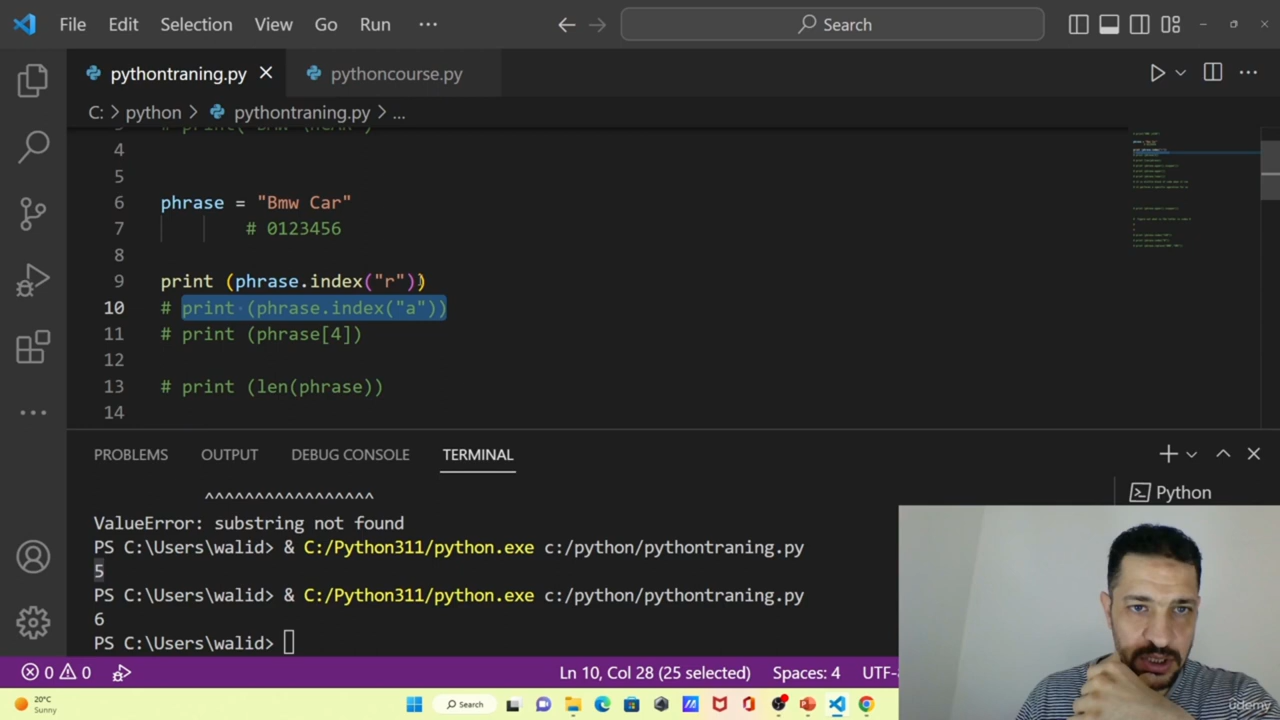 File Edit Selection View Go Run ··· Search
pythontraning.py pythoncourse.py
C: > python > pythontraning.py > ...
4
5
6 phrase = "Bmw Car"
7 # 0123456
8
9 print (phrase.index("r"))
10 # print (phrase.index("a"))
11 # print (phrase[4])
12
13 # print (len(phrase))
14
PROBLEMS OUTPUT DEBUG CONSOLE TERMINAL
^^^^^^^^^^^^^^^^^
Python
ValueError: substring not found
PS C:\Users\walid> & C:/Python311/python.exe c:/python/pythontraning.py
5
PS C:\Users\walid> & C:/Python311/python.exe c:/python/pythontraning.py
6
PS C:\Users\walid>
0 0 Ln 10, Col 28 (25 selected) Spaces: 4 UTF-
20°C
Sunny
Search
udemy